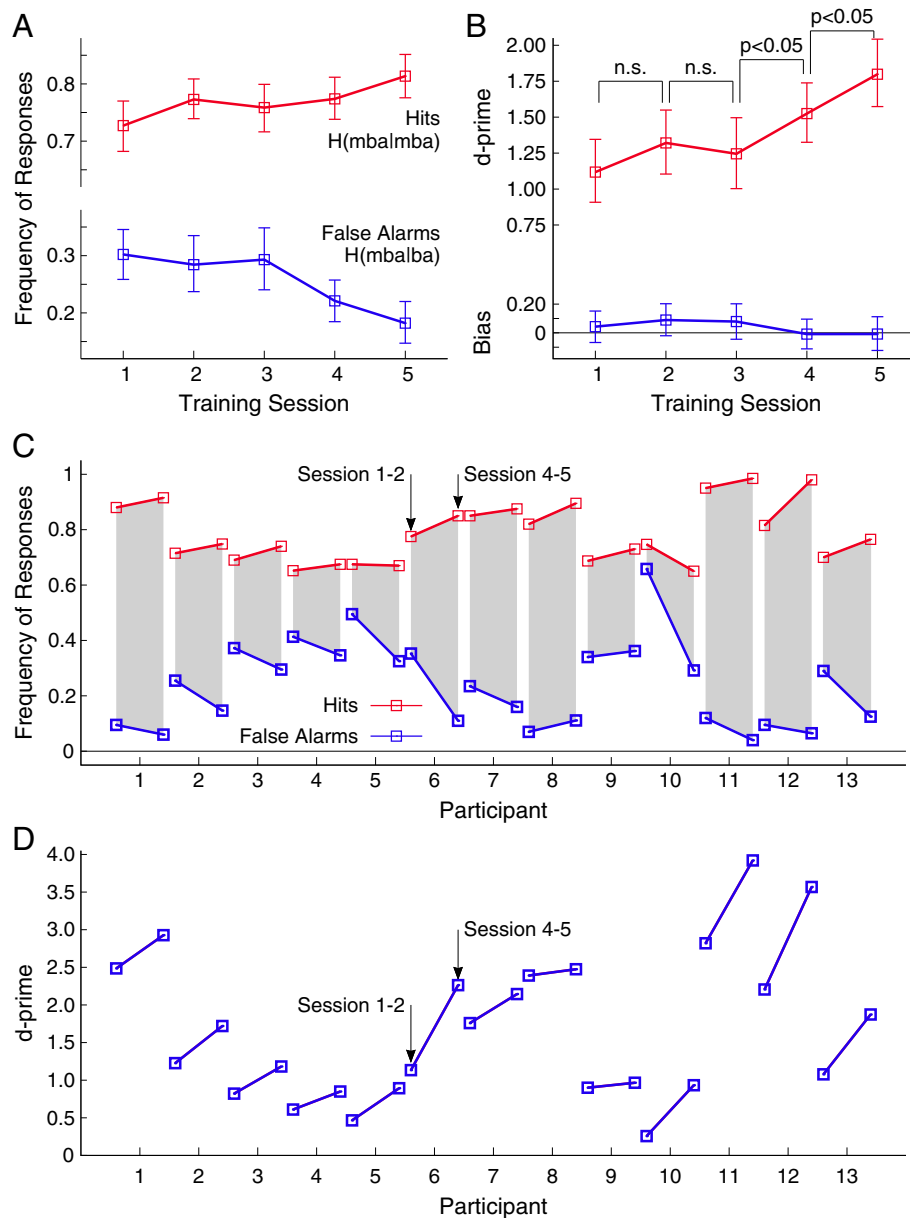 A
Frequency of Responses
0.8
0.7
0.3
0.2
Hits
H(mba|mba)
False Alarms
H(mba|ba)
1 2 3 4 5
Training Session
B
d-prime
Bias
2.00
1.75
1.50
1.25
1.00
0.75
0.20
0
n.s.
n.s.
p<0.05
p<0.05
1 2 3 4 5
Training Session
C
Frequency of Responses
1
0.8
0.6
0.4
0.2
0
Session 1-2
Session 4-5
Hits
False Alarms
1 2 3 4 5 6 7 8 9 10 11 12 13
Participant
D
d-prime
4.0
3.5
3.0
2.5
2.0
1.5
1.0
0.5
0
Session 4-5
Session 1-2
1 2 3 4 5 6 7 8 9 10 11 12 13
Participant